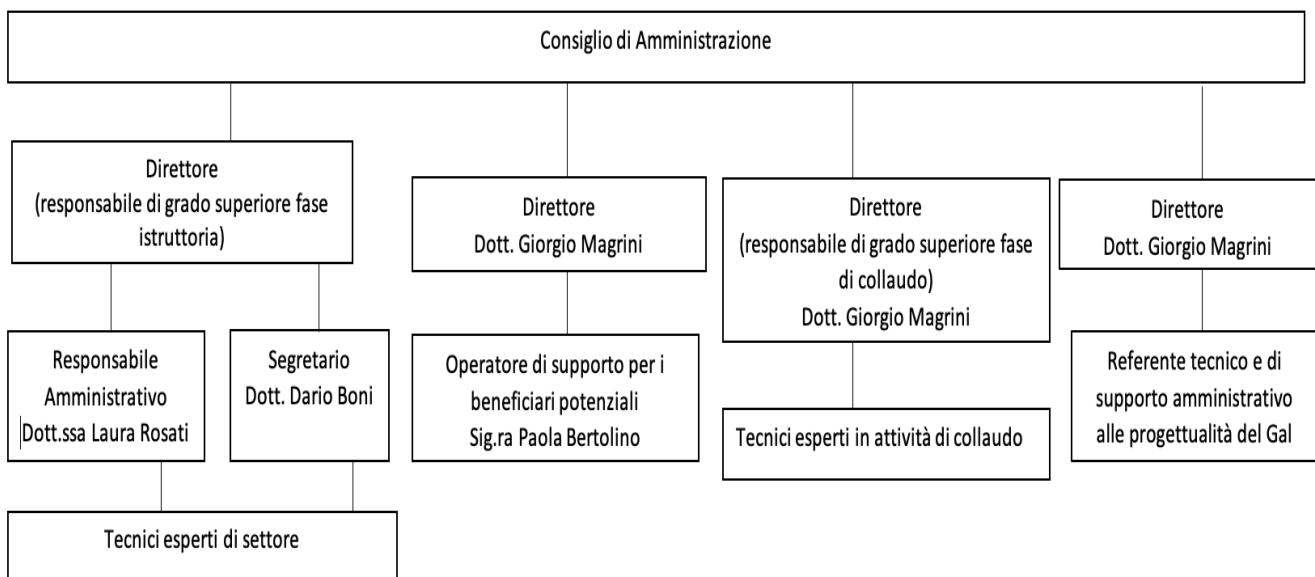 Consiglio di Amministrazione
Direttore
(responsabile di grado superiore fase
istruttoria)
Direttore
Dott. Giorgio Magrini
Direttore
(responsabile di grado superiore fase
di collaudo)
Dott. Giorgio Magrini
Direttore
Dott. Giorgio Magrini
Responsabile
Amministrativo
Dott.ssa Laura Rosati
Segretario
Dott. Dario Boni
Operatore di supporto per i
beneficiari potenziali
Sig.ra Paola Bertolino
Tecnici esperti in attività di collaudo
Referente tecnico e di
supporto amministrativo
alle progettualità del Gal
Tecnici esperti di settore